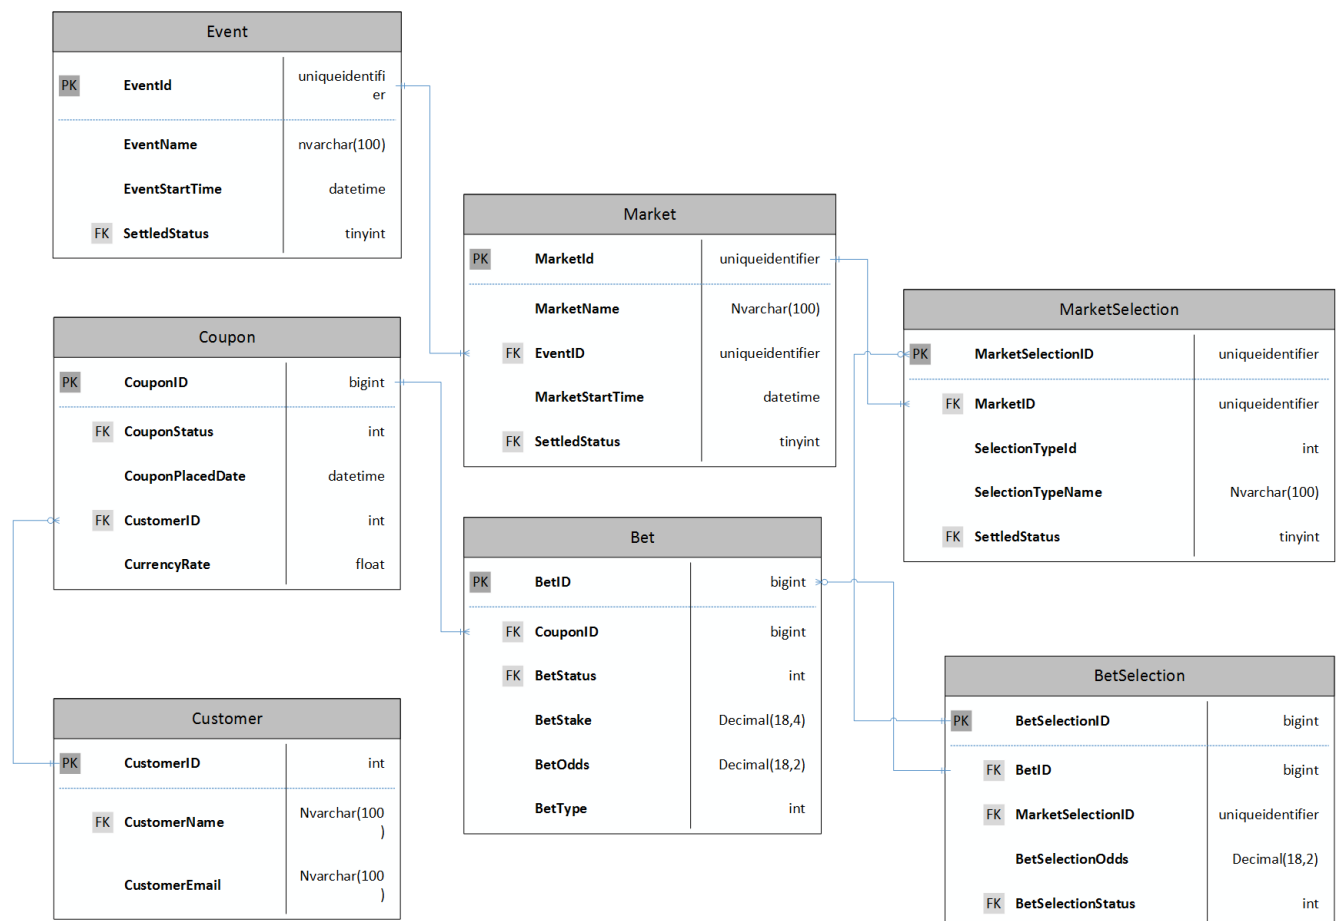 Event
PK EventId uniqueidentifi
er
EventName nvarchar(100)
EventStartTime datetime
FK SettledStatus tinyint
Coupon
PK CouponID bigint
FK CouponStatus int
CouponPlacedDate datetime
FK CustomerID int
CurrencyRate float
Customer
PK CustomerID int
FK CustomerName Nvarchar(100
)
CustomerEmail Nvarchar(100
)
Market
PK MarketId uniqueidentifier
MarketName Nvarchar(100)
FK EventID uniqueidentifier
MarketStartTime datetime
FK SettledStatus tinyint
Bet
PK BetID bigint
FK CouponID bigint
FK BetStatus int
BetStake Decimal(18,4)
BetOdds Decimal(18,2)
BetType int
MarketSelection
PK MarketSelectionID uniqueidentifier
FK MarketID uniqueidentifier
SelectionTypeId int
SelectionTypeName Nvarchar(100)
FK SettledStatus tinyint
BetSelection
PK BetSelectionID bigint
FK BetID bigint
FK MarketSelectionID uniqueidentifier
BetSelectionOdds Decimal(18,2)
FK BetSelectionStatus int